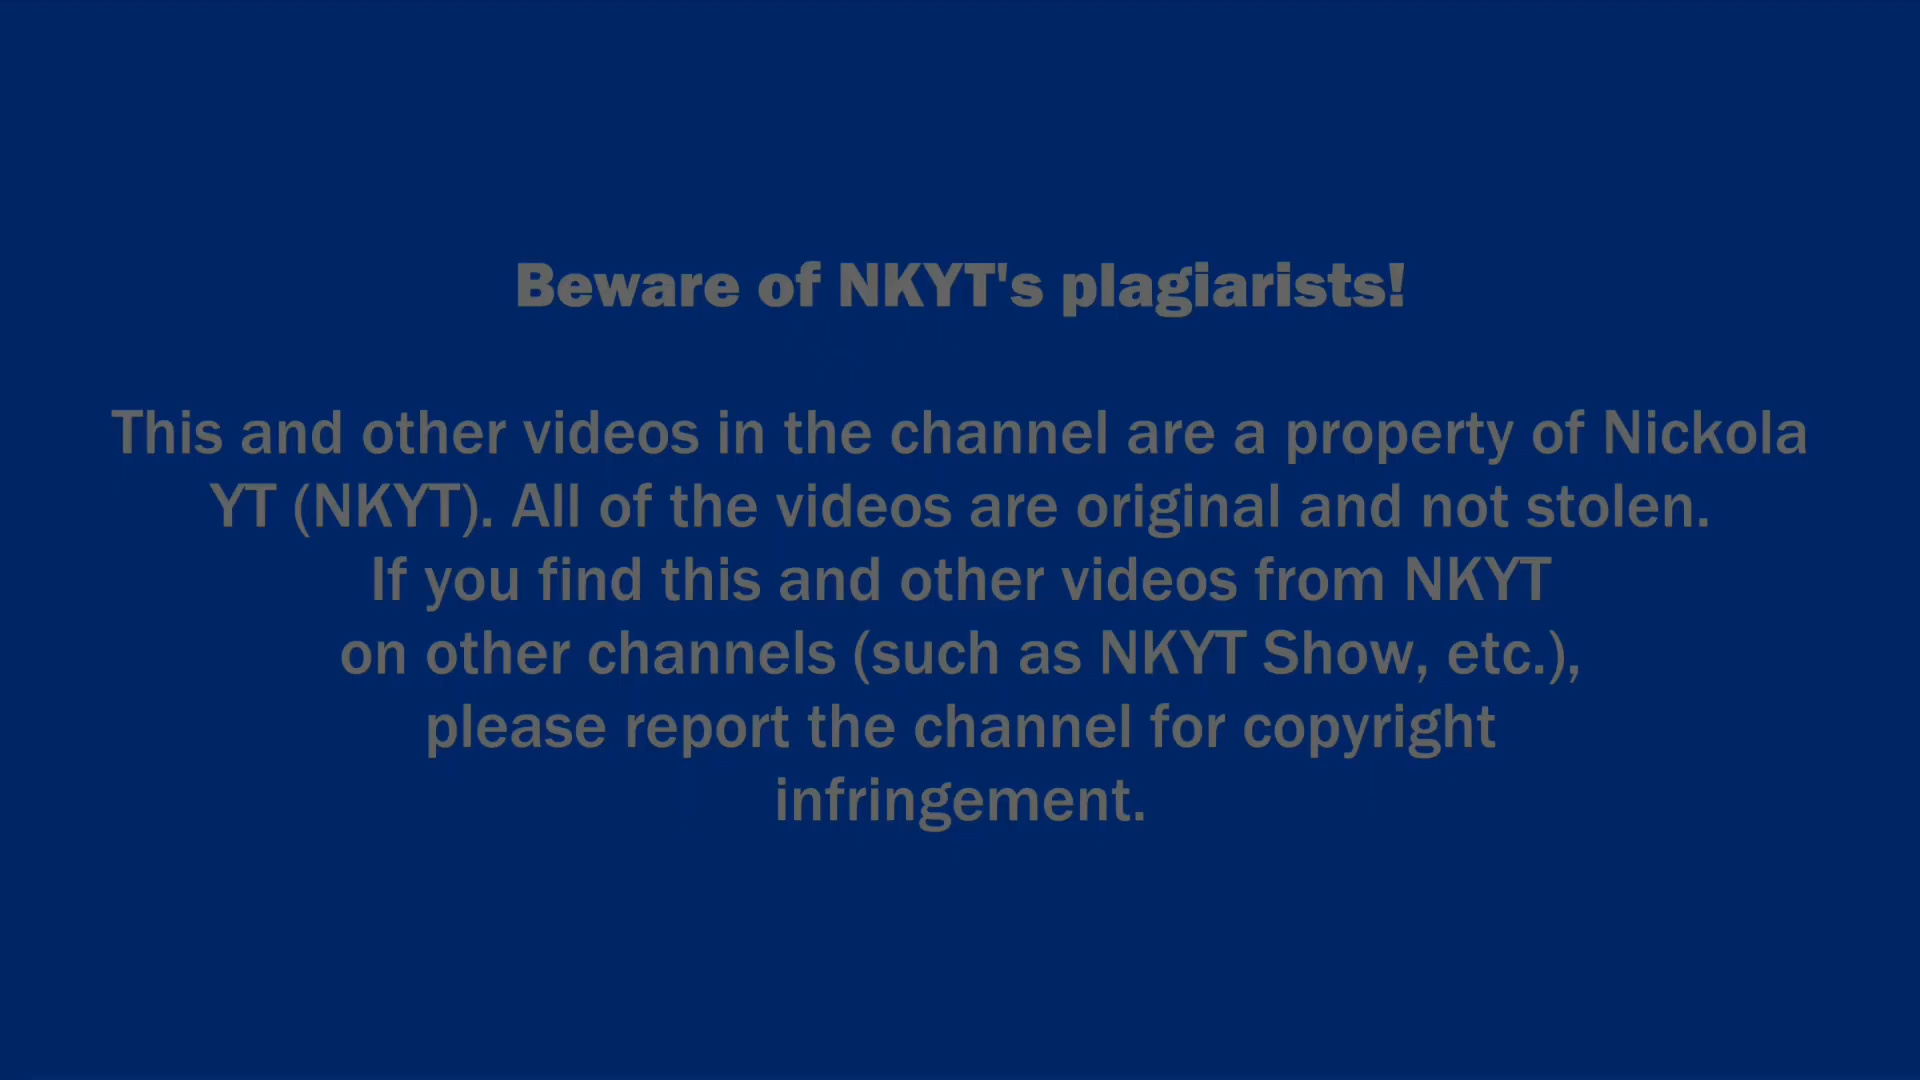 Beware of NKYT's plagiarists!
This and other videos in the channel are a property of Nickola
YT (NKYT). All of the videos are original and not stolen.
If you find this and other videos from NKYT
on other channels (such as NKYT Show, etc.),
please report the channel for copyright
infringement.